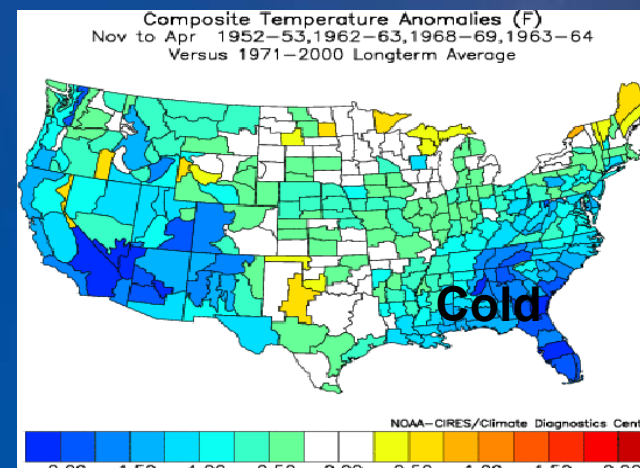 Composite Temperature Anomalies (F)
Nov to Apr 1952-53,1962-63,1968-69,1963-64
Versus 1971-2000 Longterm Average
Cold
NOAA-CIRES/Climate Diagnostics Cent